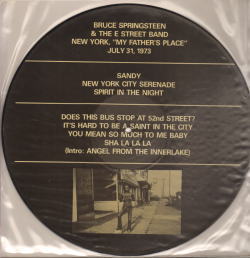 BRUCE SPRINGSTEEN
& THE E STREET BAND
NEW YORK, "MY FATHER'S PLACE"
JULY 31, 1973
SANDY
NEW YORK CITY SERENADE
SPIRIT IN THE NIGHT
DOES THIS BUS STOP AT 52nd STREET?
IT'S HARD TO BE A SAINT IN THE CITY
YOU MEAN SO MUCH TO ME BABY
SHA LA LA LA
(Intro: ANGEL FROM THE INNERLAKE)